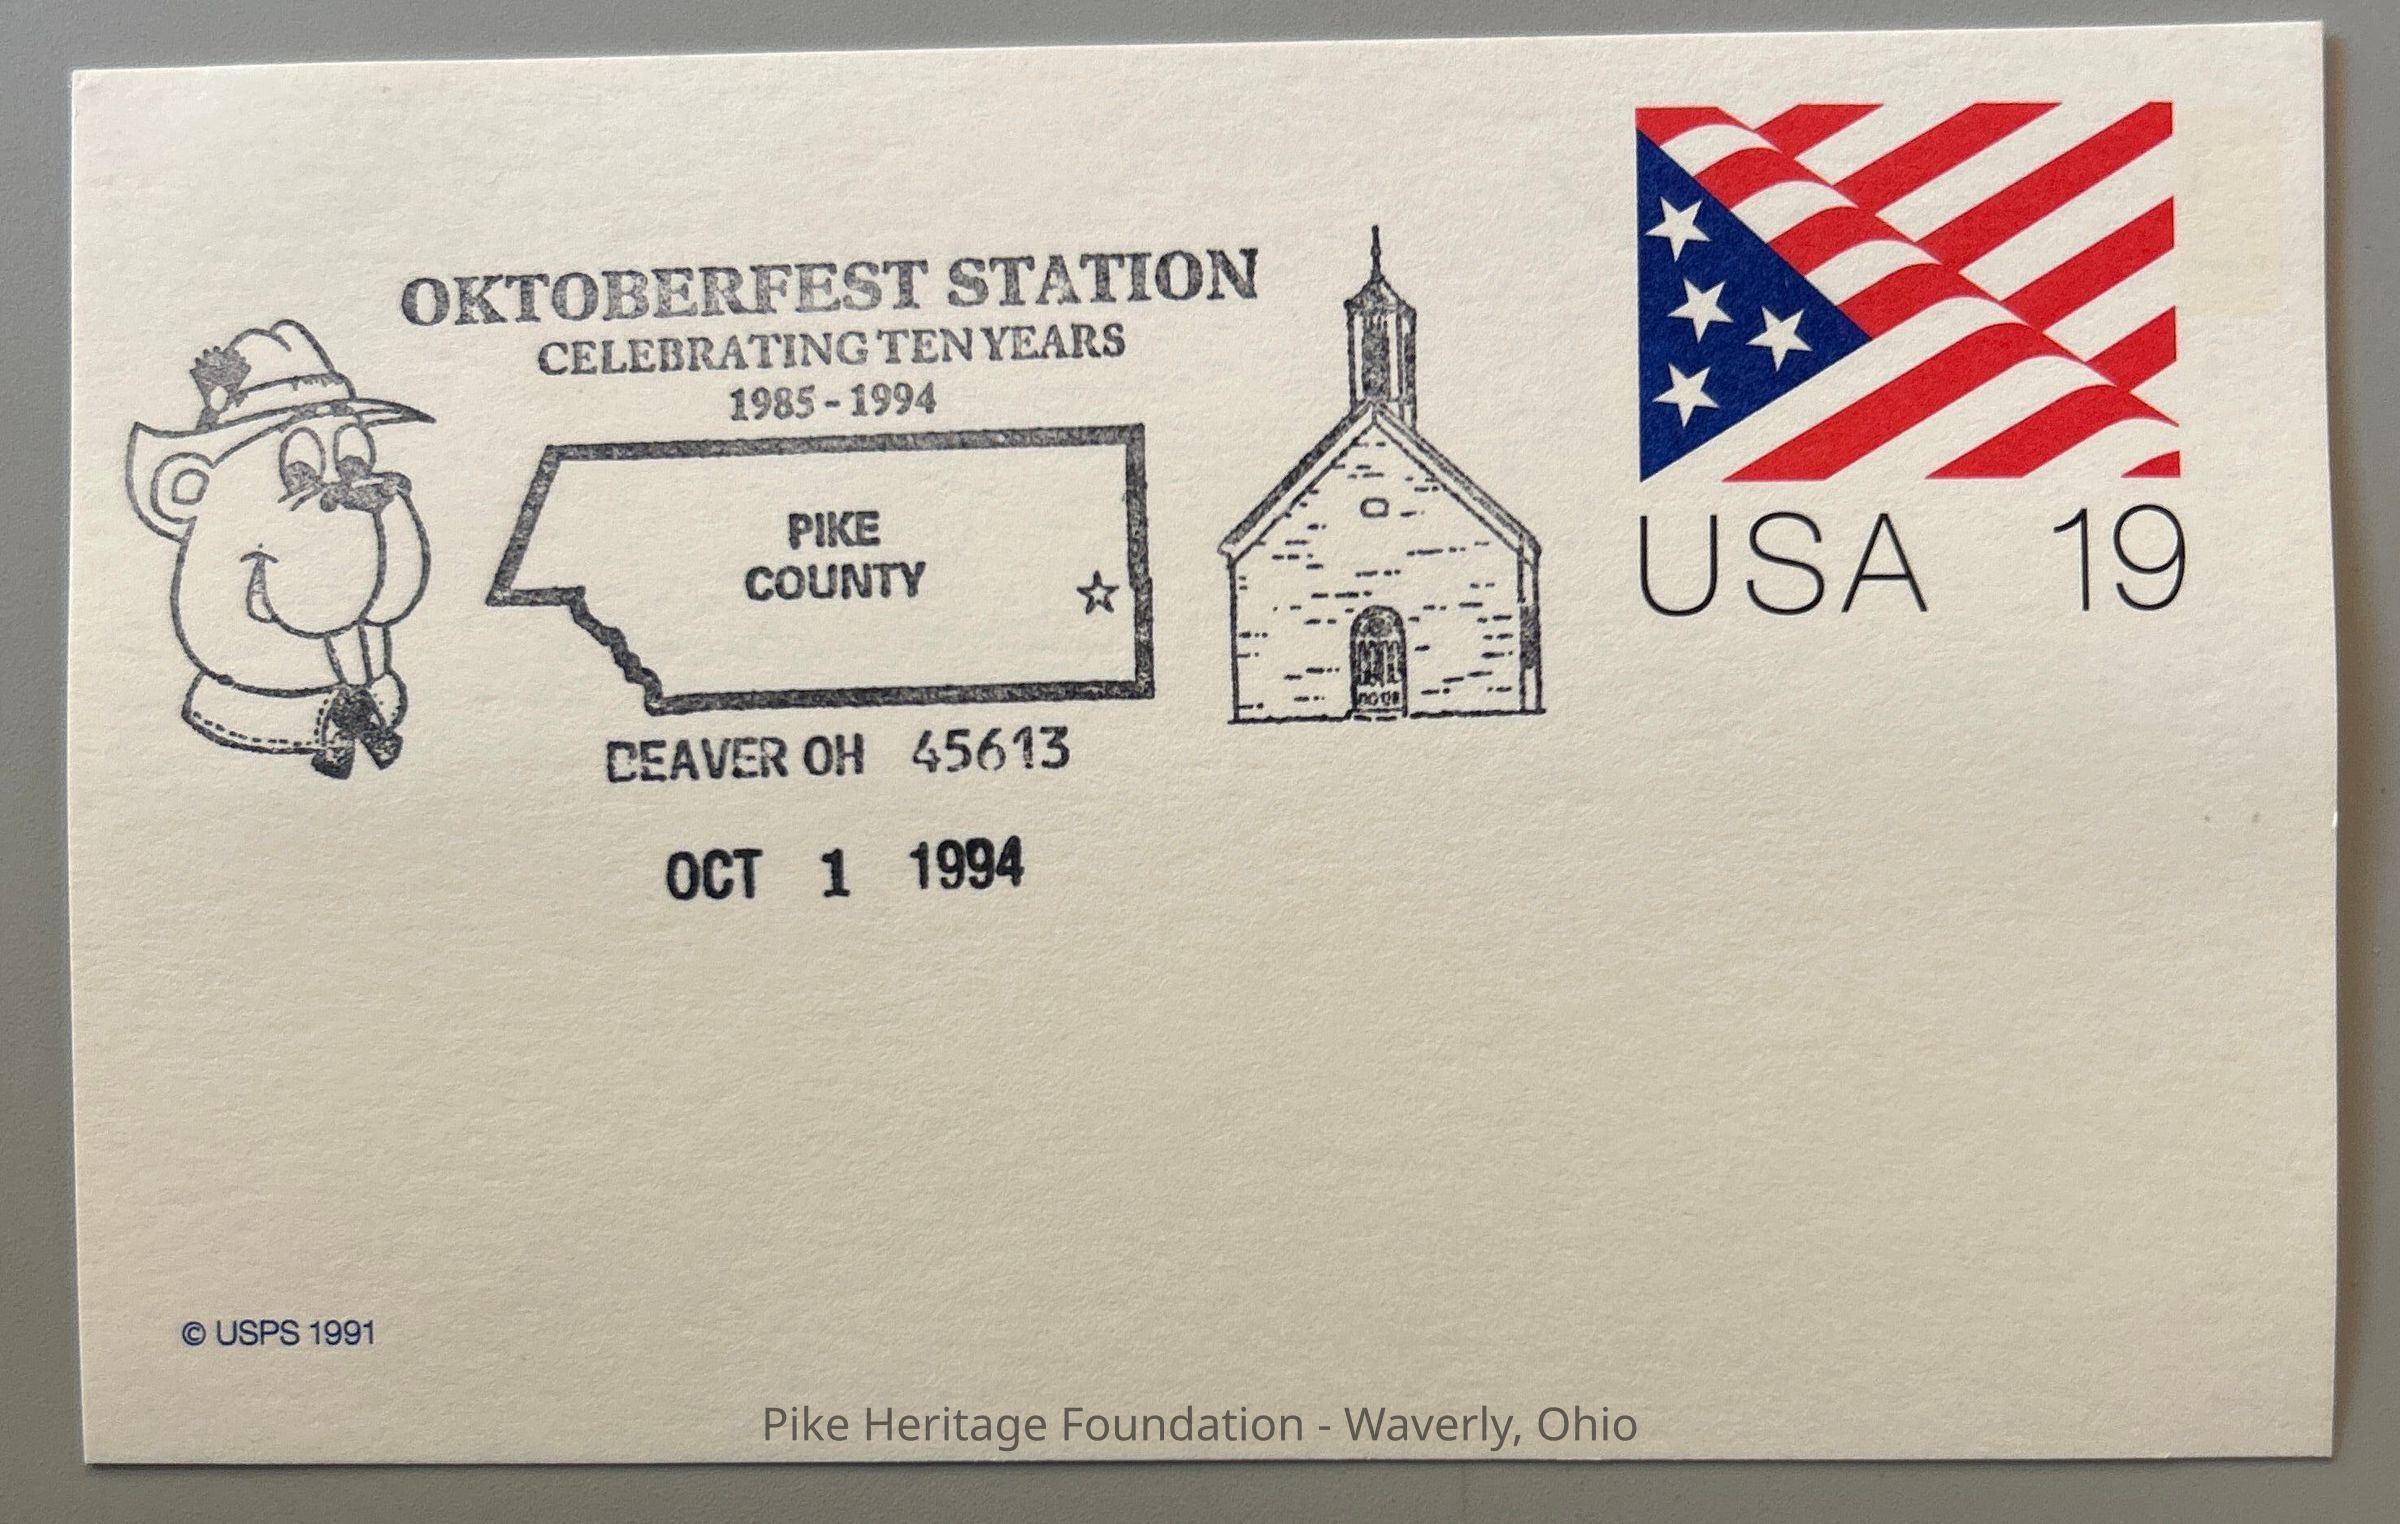 OKTOBERFEST STATION
CELEBRATING TEN YEARS
1985 - 1994
PIKE
COUNTY
BEAVER OH 45613
OCT 1 1994
USA 19
© USPS 1991
Pike Heritage Foundation - Waverly, Ohio